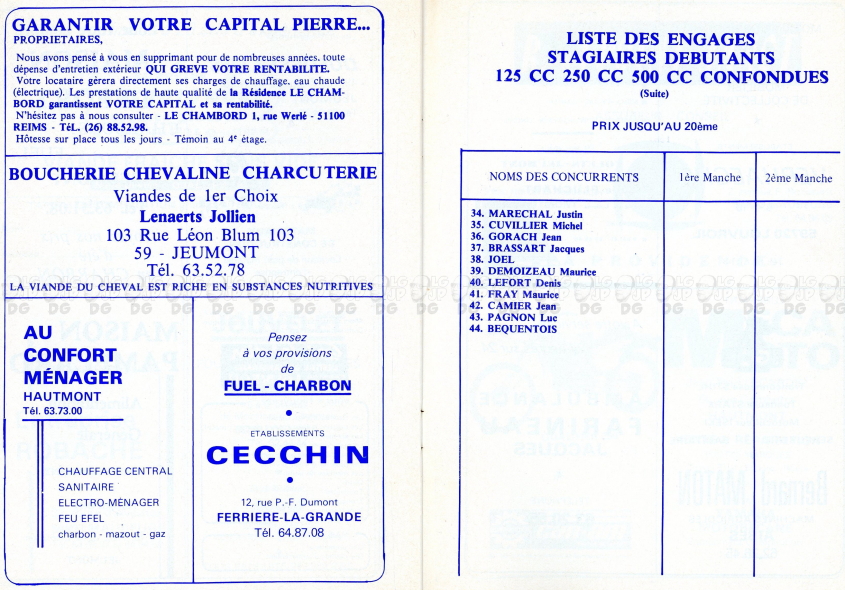 GARANTIR VOTRE CAPITAL PIERRE...
PROPRIETAIRES,
Nous avons pensé à vous en supprimant pour de nombreuses années, toute
dépense d'entretien extérieur QUI GREVE VOTRE RENTABILITE.
Votre locataire gèrera directement ses charges de chauffage, eau chaude
(électrique). Les prestations de haute qualité de la Résidence LE CHAM-
BORD garantissent VOTRE CAPITAL et sa rentabilité.
N'hésitez pas à nous consulter - LE CHAMBORD 1, rue Werlé - 51100
REIMS - TéL. (26) 88.52.98.
Hôtesse sur place tous les jours - Témoin au 4e étage.
BOUCHERIE CHEVALINE CHARCUTERIE
Viandes de 1er Choix
Lenaerts Jollien
103 Rue Léon Blum 103
59 - JEUMONT
Tél. 63.52.78
LA VIANDE DU CHEVAL EST RICHE EN SUBSTANCES NUTRITIVES
AU
CONFORT
MÉNAGER
HAUTMONT
Tél. 63.73.00
CHAUFFAGE CENTRAL
SANITAIRE
ELECTRO-MÉNAGER
FEU EFEL
charbon - mazout - gaz
Pensez
à vos provisions
de
FUEL - CHARBON
ETABLISSEMENTS
CECCHIN
12, rue P.-F. Dumont
FERRIERE-LA-GRANDE
Tél. 64.87.08
LISTE DES ENGAGES
STAGIAIRES DEBUTANTS
125 CC 250 CC 500 CC CONFONDUES
(Suite)
PRIX JUSQU'AU 20ème
NOMS DES CONCURRENTS 1ère Manche 2ème Manche
34. MARECHAL Justin
35. CUVILLIER Michel
36. GORACH Jean
37. BRASSART Jacques
38. JOEL
39. DEMOIZEAU Maurice
40. LEFORT Denis
41. FRAY Maurice
42. CAMIER Jean
43. PAGNON Luc
44. BEQUENTOIS